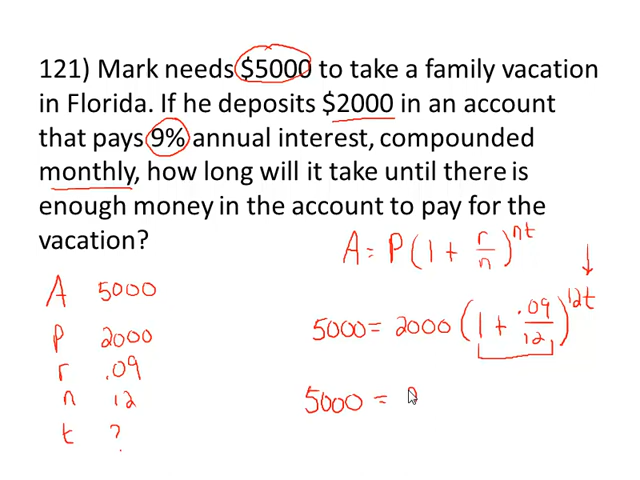 121) Mark needs $5000 to take a family vacation
in Florida. If he deposits $2000 in an account
that pays 9% annual interest, compounded
monthly, how long will it take until there is
enough money in the account to pay for the
vacation?
A = P(1 + r/n)^nt
A 5000
P 2000
r .09
n 12
t ?
5000 = 2000 (1 + .09/12)^12t
5000 =